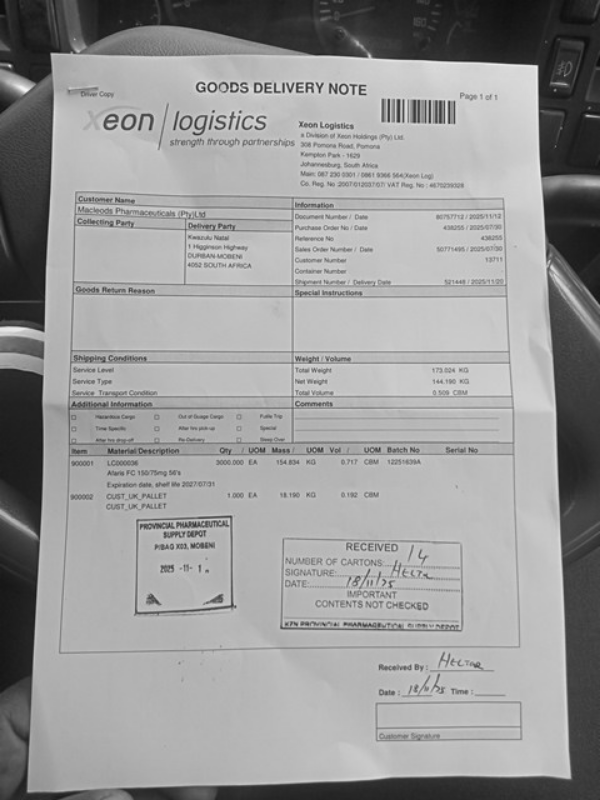 Driver Copy
GOODS DELIVERY NOTE
Page 1 of 1
Xeon logistics
strength through partnerships
Xeon Logistics
a Division of Xeon Holdings (Pty) Ltd.
308 Pomona Road, Pomona
Kempton Park - 1629
Johannesburg, South Africa
Main: 087 230 0301 / 0861 9366 564(Xeon Log)
Co. Reg. No :2007/012037/07/ VAT Reg. No : 4670239328
Customer Name
Macleods Pharmaceuticals (Pty)Ltd
Collecting Party
Delivery Party
Kwazulu Natal
1 Higginson Highway
DURBAN-MOBENI
4052 SOUTH AFRICA
Information
Document Number / Date 80757712 / 2025/11/12
Purchase Order No / Date 438255 / 2025/07/30
Reference No 438255
Sales Order Number / Date 50771495 / 2025/07/30
Customer Number 13711
Container Number
Shipment Number / Delivery Date 521448 / 2025/11/20
Goods Return Reason
Special Instructions
Shipping Conditions
Service Level
Service Type
Service Transport Condition
Weight / Volume
Total Weight 173.024 KG
Net Weight 144.190 KG
Total Volume 0.509 CBM
Additional Information
Comments
Hazardous Cargo Out of Guage Cargo Futile Trip
Time Specific After hrs pick-up Special
After hrs drop-off Re-Delivery Sleep Over
Item Material/Description Qty / UOM Mass / UOM Vol / UOM Batch No Serial No
900001 LC000036 3000.000 EA 154.834 KG 0.717 CBM 12251639A
Afaris FC 150/75mg 56's
Expiration date, shelf life 2027/07/31
900002 CUST_UK_PALLET 1.000 EA 18.190 KG 0.192 CBM
CUST_UK_PALLET
PROVINCIAL PHARMACEUTICAL
SUPPLY DEPOT
P/BAG X03, MOBENI
2025 -11- 1
RECEIVED
NUMBER OF CARTONS: 14
SIGNATURE: HECTOR
DATE: 18/11/25
IMPORTANT
CONTENTS NOT CHECKED
KZN PROVINCIAL PHARMACEUTICAL SUPPLY DEPOT
Received By : HECTOR
Date : 18/11/25 Time :
Customer Signature